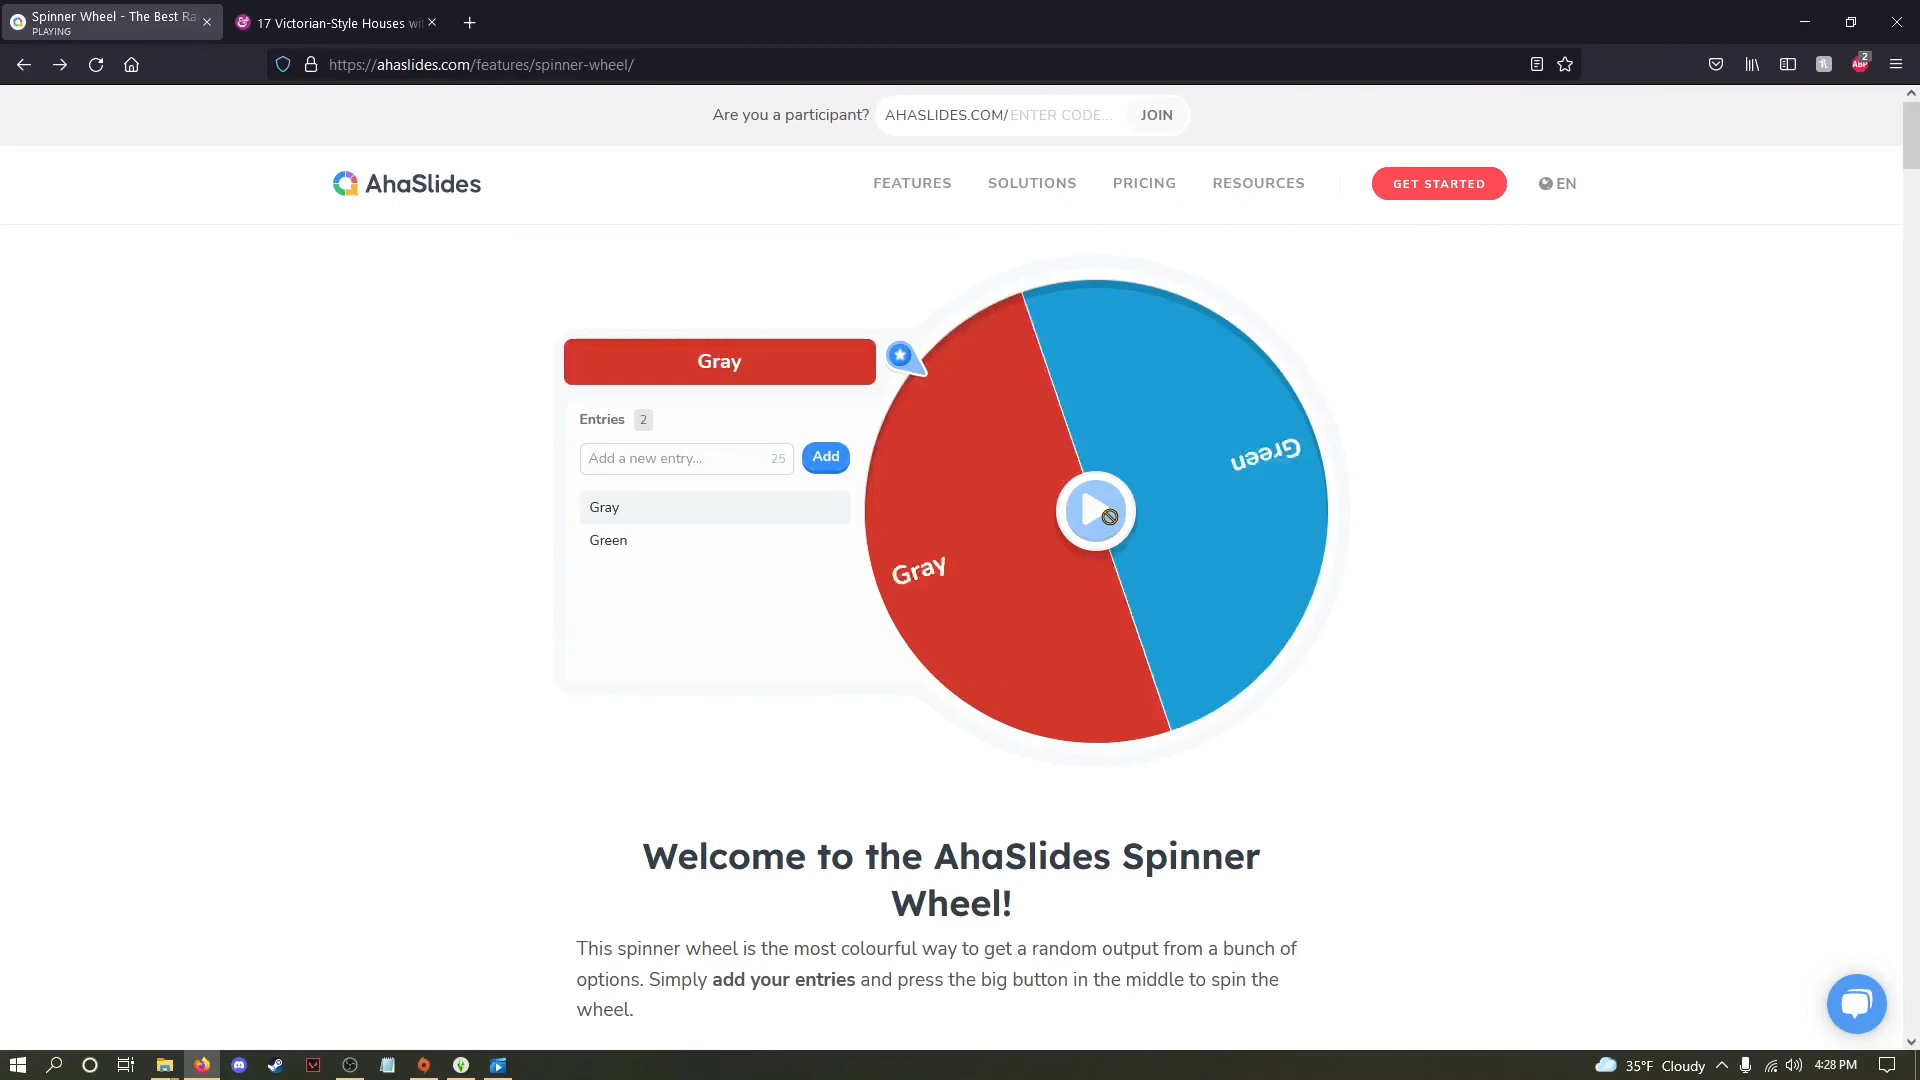 Spinner Wheel - The Best Ra
PLAYING
17 Victorian-Style Houses wi
https://ahaslides.com/features/spinner-wheel/
ABP
2
Are you a participant?
AHASLIDES.COM/ ENTER CODE...
JOIN
AhaSlides
FEATURES
SOLUTIONS
PRICING
RESOURCES
GET STARTED
EN
Gray
Entries 2
Add a new entry... 25
Add
Gray
Green
Gray
Green
Welcome to the AhaSlides Spinner
Wheel!
This spinner wheel is the most colourful way to get a random output from a bunch of
options. Simply add your entries and press the big button in the middle to spin the
wheel.
35°F Cloudy
4:28 PM